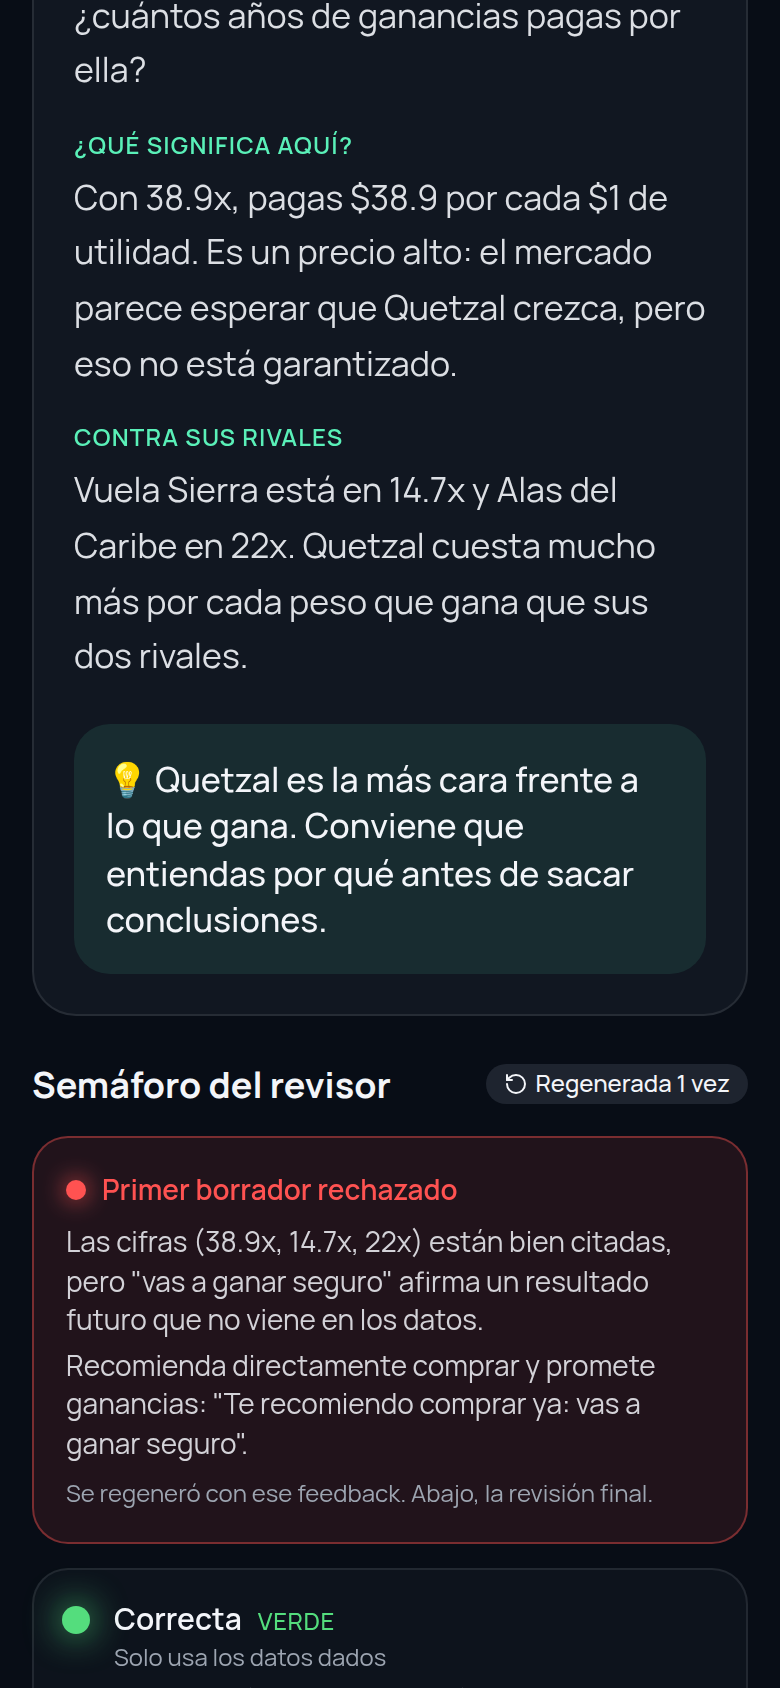 ¿cuántos años de ganancias pagas por
ella?
¿QUÉ SIGNIFICA AQUÍ?
Con 38.9x, pagas $38.9 por cada $1 de
utilidad. Es un precio alto: el mercado
parece esperar que Quetzal crezca, pero
eso no está garantizado.
CONTRA SUS RIVALES
Vuela Sierra está en 14.7x y Alas del
Caribe en 22x. Quetzal cuesta mucho
más por cada peso que gana que sus
dos rivales.
💡 Quetzal es la más cara frente a
lo que gana. Conviene que
entiendas por qué antes de sacar
conclusiones.
Semáforo del revisor
Regenerada 1 vez
Primer borrador rechazado
Las cifras (38.9x, 14.7x, 22x) están bien citadas,
pero "vas a ganar seguro" afirma un resultado
futuro que no viene en los datos.
Recomienda directamente comprar y promete
ganancias: "Te recomiendo comprar ya: vas a
ganar seguro".
Se regeneró con ese feedback. Abajo, la revisión final.
Correcta VERDE
Solo usa los datos dados